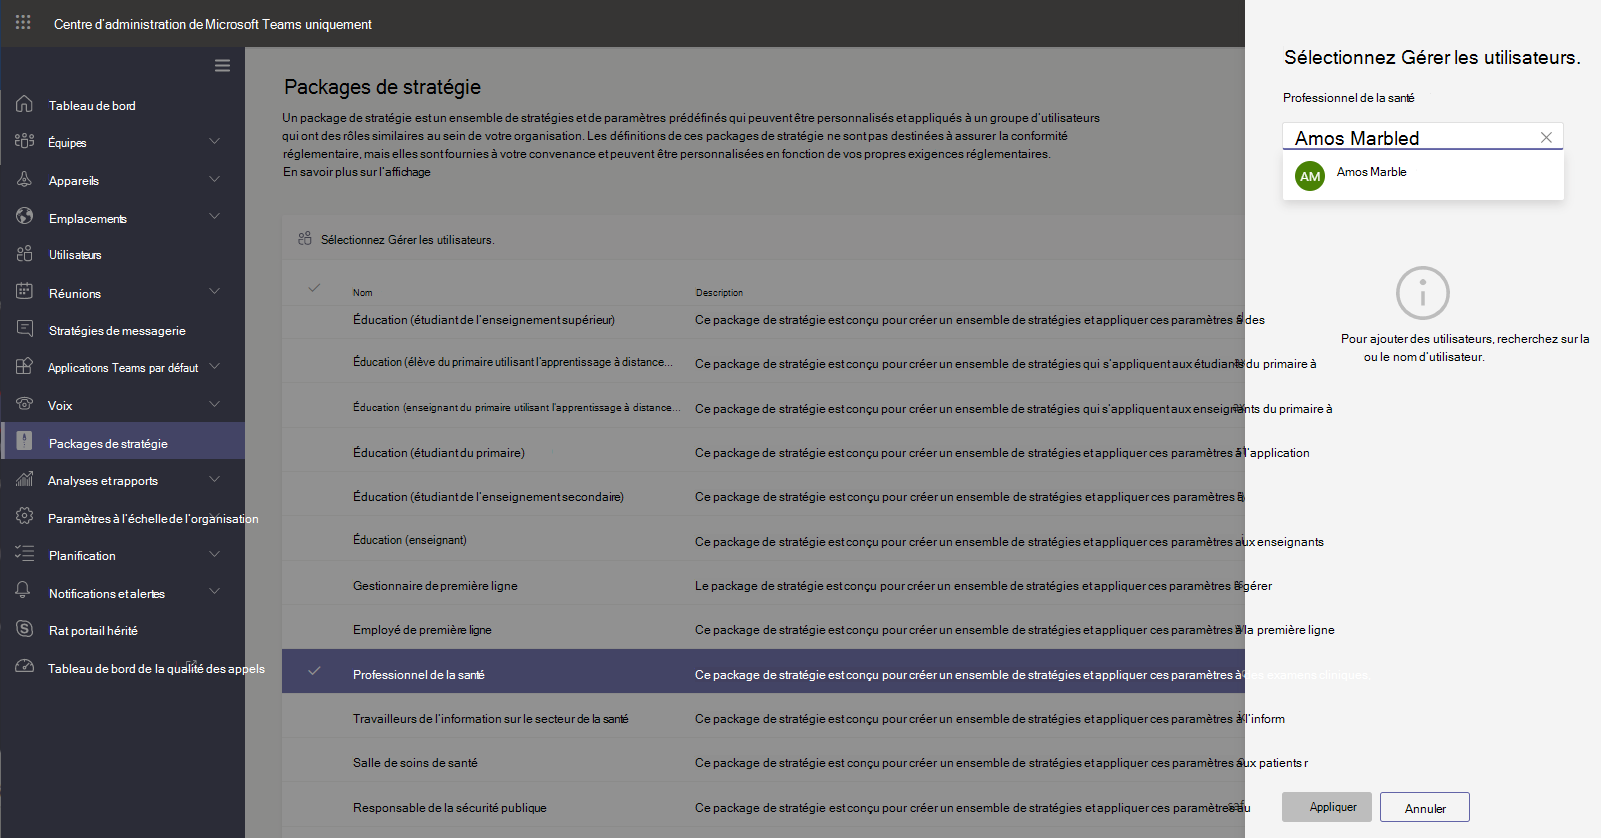 Centre d'administration de Microsoft Teams uniquement
Tableau de bord
Équipes
Appareils
Emplacements
Utilisateurs
Réunions
Stratégies de messagerie
Applications Teams par défaut
Voix
Packages de stratégie
Analyses et rapports
Paramètres à l'échelle de l'organisation
Planification
Notifications et alertes
Rat portail hérité
Tableau de bord de la qualité des appels
Packages de stratégie
Un package de stratégie est un ensemble de stratégies et de paramètres prédéfinis qui peuvent être personnalisés et appliqués à un groupe d'utilisateurs
qui ont des rôles similaires au sein de votre organisation. Les définitions de ces packages de stratégie ne sont pas destinées à assurer la conformité
réglementaire, mais elles sont fournies à votre convenance et peuvent être personnalisées en fonction de vos propres exigences réglementaires.
En savoir plus sur l'affichage
Sélectionnez Gérer les utilisateurs.
Nom Description
Éducation (étudiant de l'enseignement supérieur) Ce package de stratégie est conçu pour créer un ensemble de stratégies et appliquer ces paramètres à des
Éducation (élève du primaire utilisant l'apprentissage à distance... Ce package de stratégie est conçu pour créer un ensemble de stratégies qui s'appliquent aux étudiants du primaire à
Éducation (enseignant du primaire utilisant l'apprentissage à distance... Ce package de stratégie est conçu pour créer un ensemble de stratégies qui s'appliquent aux enseignants du primaire à
Éducation (étudiant du primaire) Ce package de stratégie est conçu pour créer un ensemble de stratégies et appliquer ces paramètres à l'application
Éducation (étudiant de l'enseignement secondaire) Ce package de stratégie est conçu pour créer un ensemble de stratégies et appliquer ces paramètres à
Éducation (enseignant) Ce package de stratégie est conçu pour créer un ensemble de stratégies et appliquer ces paramètres aux enseignants
Gestionnaire de première ligne Le package de stratégie est conçu pour créer un ensemble de stratégies et appliquer ces paramètres à gérer
Employé de première ligne Ce package de stratégie est conçu pour créer un ensemble de stratégies et appliquer ces paramètres à la première ligne
Professionnel de la santé Ce package de stratégie est conçu pour créer un ensemble de stratégies et appliquer ces paramètres à des examens cliniques.
Travailleurs de l'information sur le secteur de la santé Ce package de stratégie est conçu pour créer un ensemble de stratégies et appliquer ces paramètres à l'inform
Salle de soins de santé Ce package de stratégie est conçu pour créer un ensemble de stratégies et appliquer ces paramètres aux patients r
Responsable de la sécurité publique Ce package de stratégie est conçu pour créer un ensemble de stratégies et appliquer ces paramètres au
Sélectionnez Gérer les utilisateurs.
Professionnel de la santé
Amos Marbled
AM Amos Marble
Pour ajouter des utilisateurs, recherchez sur la
ou le nom d'utilisateur.
Appliquer Annuler